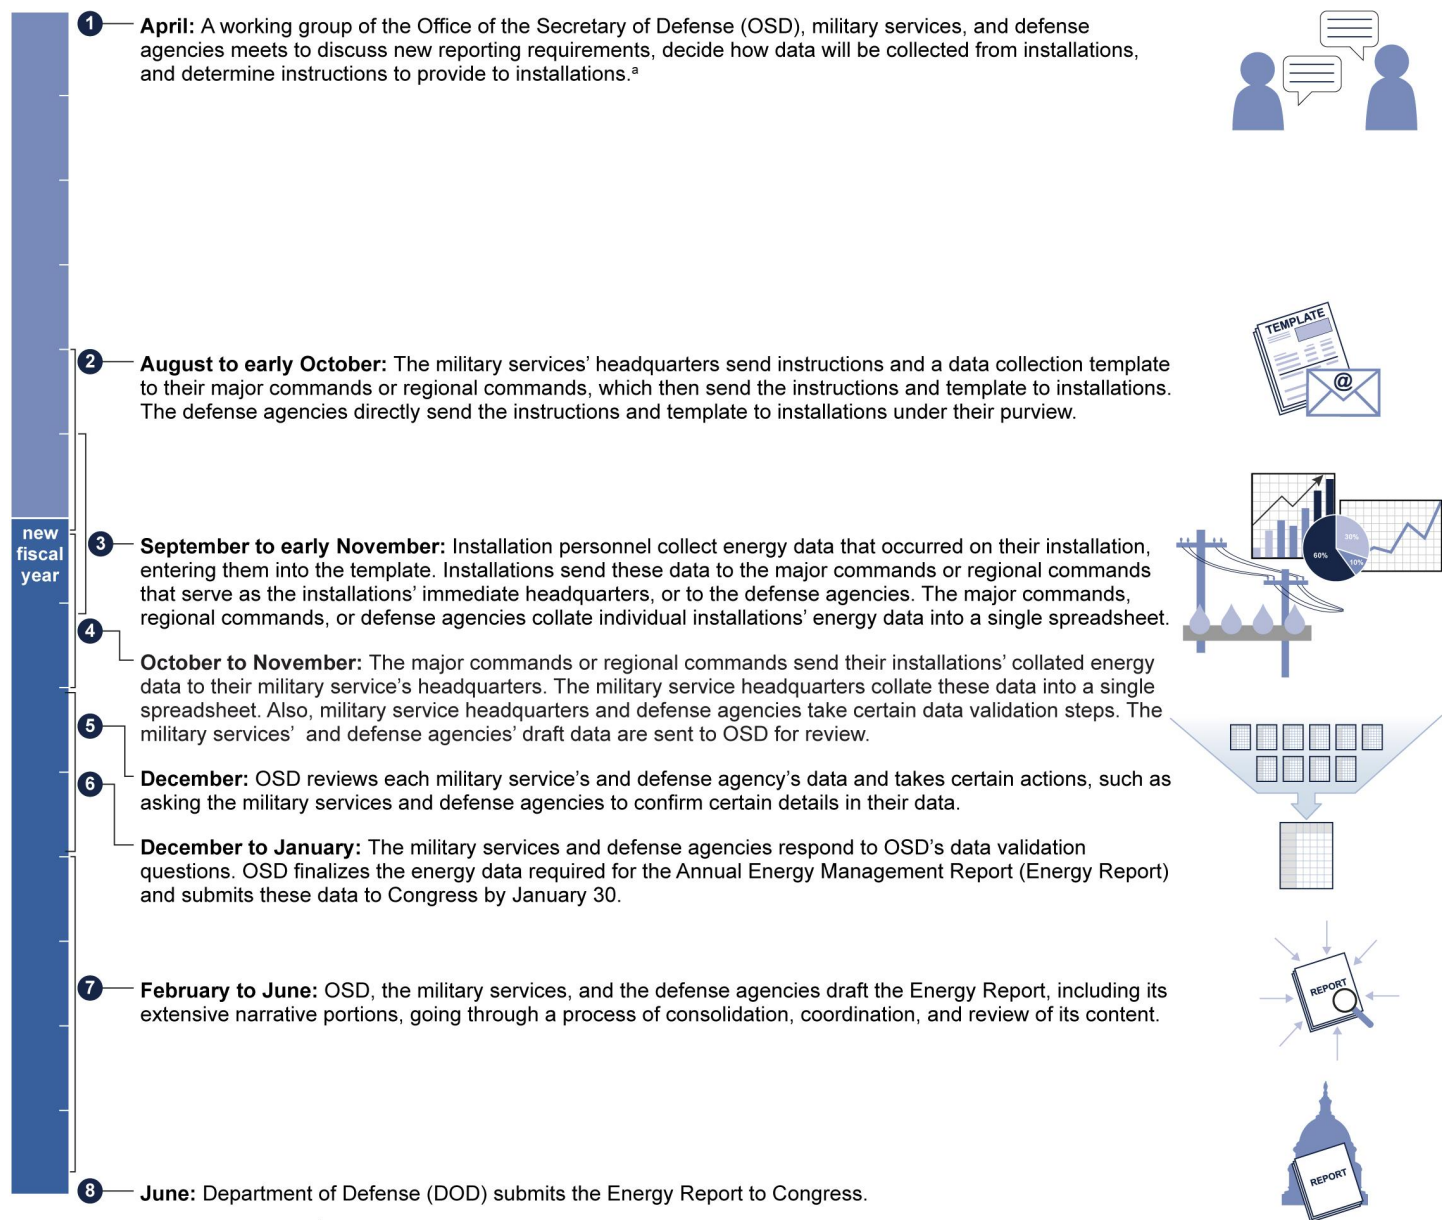 1
April: A working group of the Office of the Secretary of Defense (OSD), military services, and defense
agencies meets to discuss new reporting requirements, decide how data will be collected from installations,
and determine instructions to provide to installations.ª
2
August to early October: The military services’ headquarters send instructions and a data collection template
to their major commands or regional commands, which then send the instructions and template to installations.
The defense agencies directly send the instructions and template to installations under their purview.
TEMPLATE
@
new
fiscal
year
3
September to early November: Installation personnel collect energy data that occurred on their installation,
entering them into the template. Installations send these data to the major commands or regional commands
that serve as the installations’ immediate headquarters, or to the defense agencies. The major commands,
regional commands, or defense agencies collate individual installations’ energy data into a single spreadsheet.
30%
60%
10%
4
October to November: The major commands or regional commands send their installations’ collated energy
data to their military service’s headquarters. The military service headquarters collate these data into a single
spreadsheet. Also, military service headquarters and defense agencies take certain data validation steps. The
military services’ and defense agencies’ draft data are sent to OSD for review.
5
December: OSD reviews each military service’s and defense agency’s data and takes certain actions, such as
asking the military services and defense agencies to confirm certain details in their data.
6
December to January: The military services and defense agencies respond to OSD’s data validation
questions. OSD finalizes the energy data required for the Annual Energy Management Report (Energy Report)
and submits these data to Congress by January 30.
7
February to June: OSD, the military services, and the defense agencies draft the Energy Report, including its
extensive narrative portions, going through a process of consolidation, coordination, and review of its content.
REPORT
8
June: Department of Defense (DOD) submits the Energy Report to Congress.
REPORT